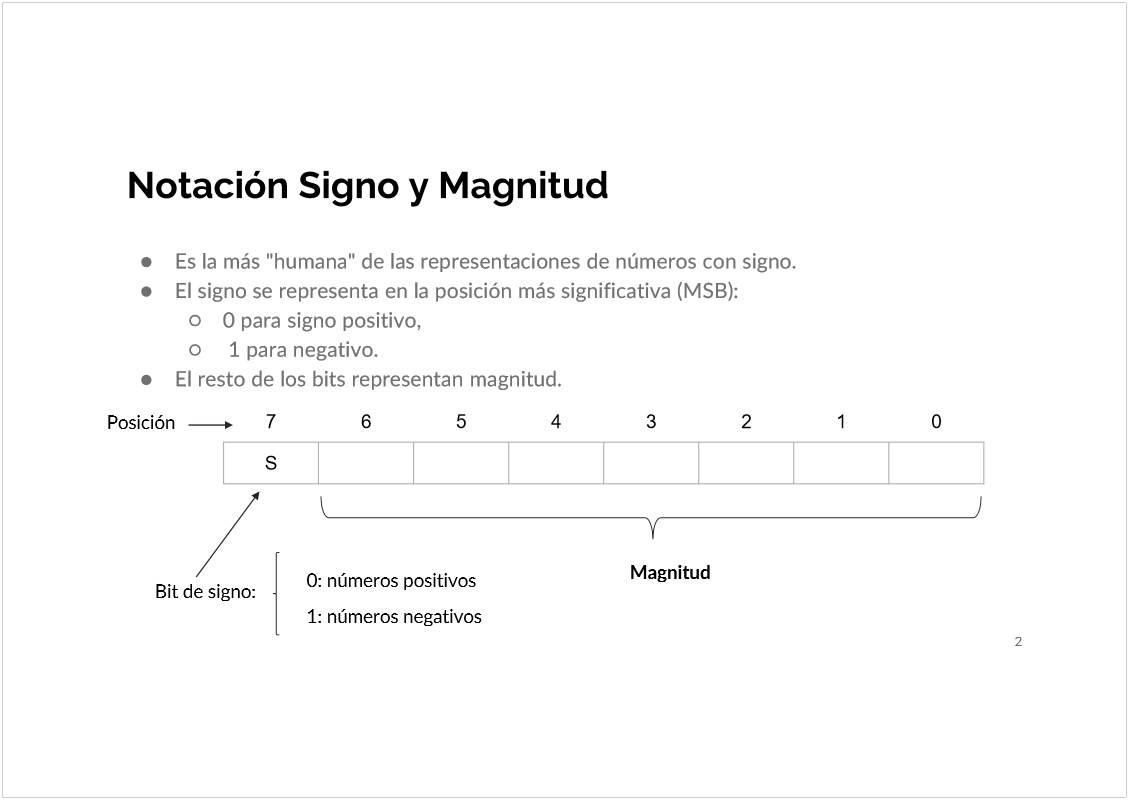 Notación Signo y Magnitud
● Es la más "humana" de las representaciones de números con signo.
● El signo se representa en la posición más significativa (MSB):
○ 0 para signo positivo,
○ 1 para negativo.
● El resto de los bits representan magnitud.
Posición 7 6 5 4 3 2 1 0
S
Magnitud
Bit de signo:
0: números positivos
1: números negativos
2